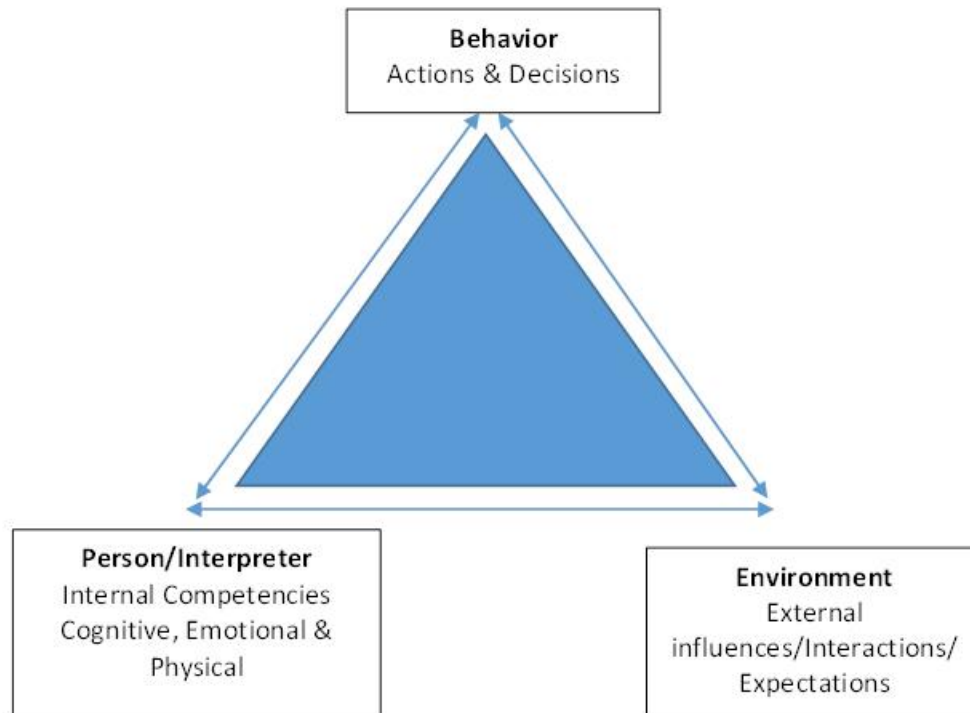 Behavior
Actions & Decisions
Person/Interpreter
Internal Competencies
Cognitive, Emotional &
Physical
Environment
External
influences/Interactions/
Expectations